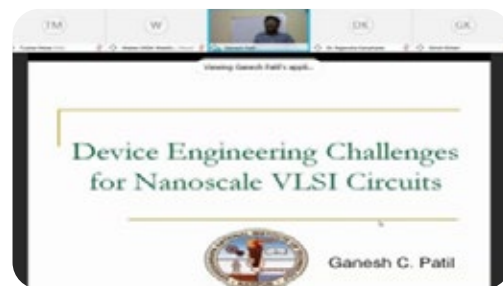 TM
W
DK
GK
Viewing Ganesh Patil's appli...
Device Engineering Challenges
for Nanoscale VLSI Circuits
Ganesh C. Patil